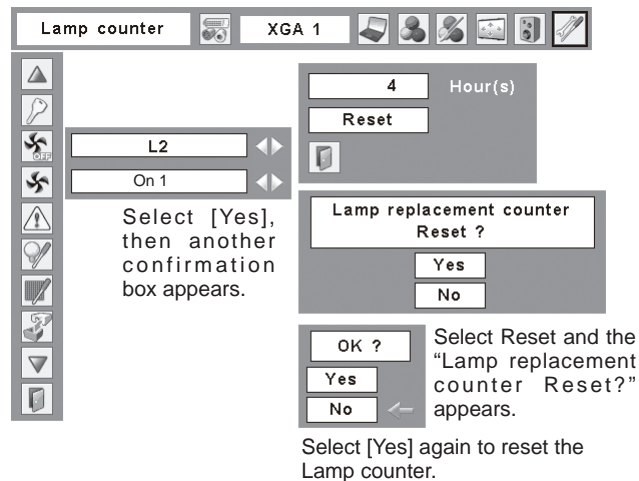 Lamp counter
XGA 1
4 Hour(s)
Reset
OFF
L2
On 1
Select [Yes],
then another
confirmation
box appears.
Lamp replacement counter
Reset ?
Yes
No
OK ?
Yes
No
Select Reset and the
“Lamp replacement
counter Reset?”
appears.
Select [Yes] again to reset the
Lamp counter.